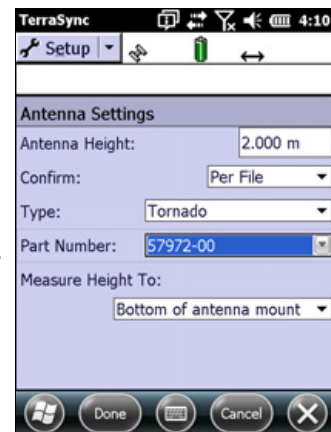 TerraSync 4:10
Setup
Antenna Settings
Antenna Height: 2.000 m
Confirm: Per File
Type: Tornado
Part Number: 57972-00
Measure Height To:
Bottom of antenna mount
Done Cancel